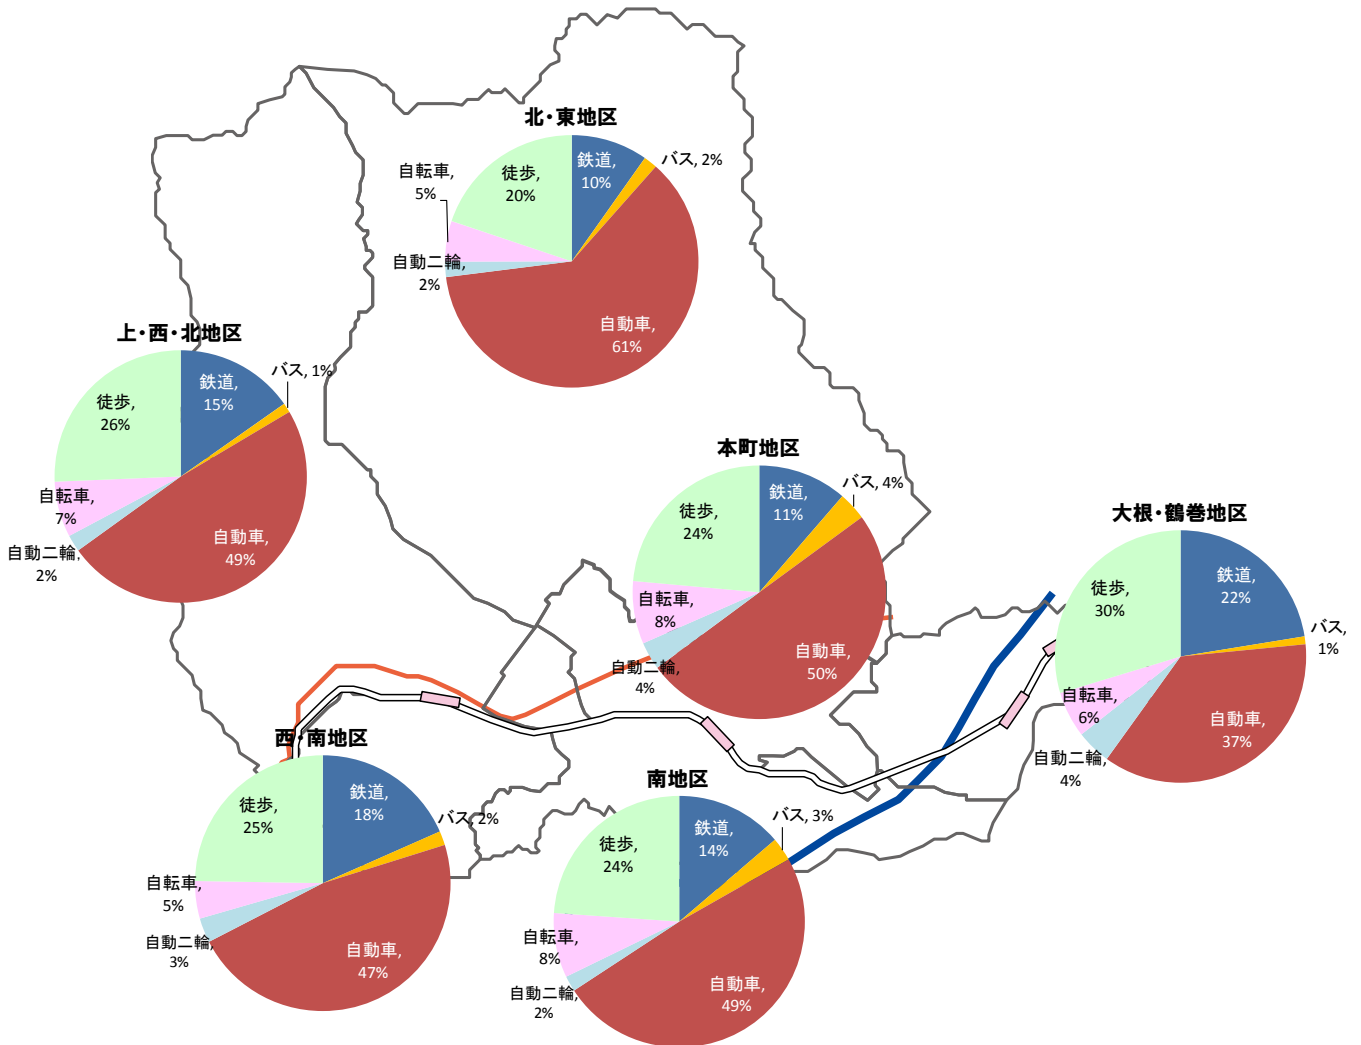 北・東地区
鉄道,
10%
バス, 2%
自動車,
61%
自動二輪,
2%
自転車,
5%
徒歩,
20%
上・西・北地区
鉄道,
15%
バス, 1%
自動車,
49%
自動二輪,
2%
自転車,
7%
徒歩,
26%
本町地区
鉄道,
11%
バス, 4%
自動車,
50%
自動二輪,
4%
自転車,
8%
徒歩,
24%
大根・鶴巻地区
鉄道,
22%
バス,
1%
自動車,
37%
自動二輪,
4%
自転車,
6%
徒歩,
30%
西・南地区
鉄道,
18%
バス, 2%
自動車,
47%
自動二輪,
3%
自転車,
5%
徒歩,
25%
南地区
鉄道,
14%
バス, 3%
自動車,
49%
自動二輪,
2%
自転車,
8%
徒歩,
24%